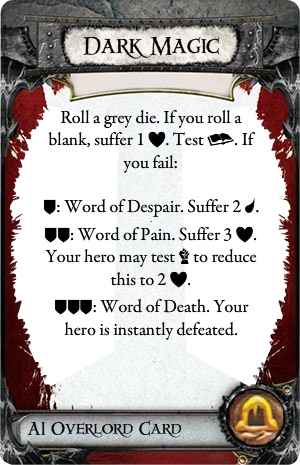 Dark Magic
Roll a grey die. If you roll a
blank, suffer 1 ♥. Test 📖. If
you fail:
: Word of Despair. Suffer 2 .
: Word of Pain. Suffer 3 ♥.
Your hero may test to reduce
this to 2 ♥.
: Word of Death. Your
hero is instantly defeated.
AI Overlord Card